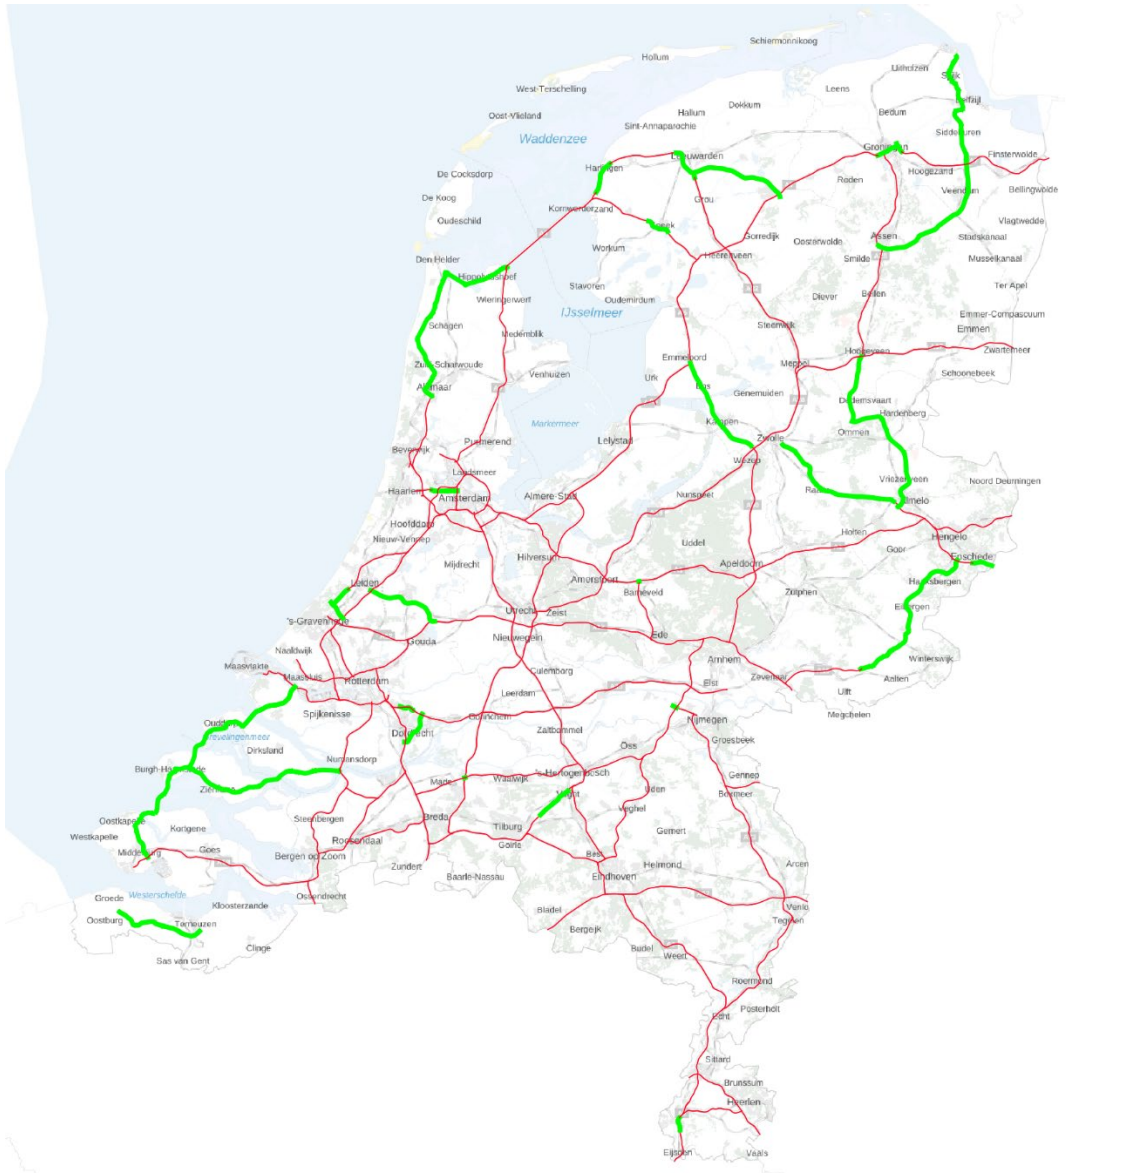 Schiermonnikoog
Hollum
Uithuizen
Spijk
West-Terschelling
Leens
Dokkum
Delfzijl
Hallum
Bedum
Oost-Vlieland
Sint-Annaparochie
Siddeburen
Waddenzee
Groningen
Leeuwarden
Finsterwolde
Harlingen
De Cocksdorp
Hoogezand
Roden
Veendam
Bellingwolde
De Koog
Grou
Kornwerderzand
Oudeschild
Vlagtwedde
Sneek
Assen
Gorredijk
Stadskanaal
Oosterwolde
Workum
Heerenveen
Smilde
Musselkanaal
Den Helder
Hippolytushoef
Stavoren
Ter Apel
Beilen
Diever
Wieringerwerf
Oudemirdum
IJsselmeer
Emmer-Compascuum
Schagen
Steenwijk
Emmen
Medemblik
Zwartemeer
Hoogeveen
Emmeloord
Meppel
Zuid-Scharwoude
Venhuizen
Schoonebeek
Urk
Ens
Alkmaar
Genemuiden
Dedemsvaart
Hardenberg
Markermeer
Kampen
Ommen
Lelystad
Zwolle
Purmerend
Beverwijk
Wezep
Landsmeer
Vriezenveen
Noord Deurningen
Haarlem
Amsterdam
Almere-Stad
Nunspeet
Almelo
Hoofddorp
Holten
Hengelo
Nieuw-Vennep
Uddel
Goor
Enschede
Hilversum
Mijdrecht
Apeldoorn
Amersfoort
Haaksbergen
Leiden
Barneveld
Zutphen
Eibergen
Utrecht
Zeist
's-Gravenhage
Ede
Nieuwegein
Gouda
Naaldwijk
Arnhem
Winterswijk
Maasvlakte
Culemborg
Zevenaar
Aalten
Maassluis
Rotterdam
Elst
Ulft
Leerdam
Spijkenisse
Megchelen
Gorinchem
Ouddorp
Nijmegen
Dordrecht
Zaltbommel
Grevelingenmeer
Groesbeek
Dirksland
Oss
Numansdorp
Burgh-Haamstede
Gennep
's-Hertogenbosch
Waalwijk
Made
Zierikzee
Uden
Boxmeer
Vught
Veghel
Oostkapelle
Steenbergen
Breda
Tilburg
Kortgene
Gemert
Westkapelle
Roosendaal
Goirle
Goes
Middelburg
Bergen op Zoom
Best
Helmond
Arcen
Zundert
Baarle-Nassau
Eindhoven
Westerschelde
Groede
Ossendrecht
Kloosterzande
Venlo
Bladel
Oostburg
Tegelen
Terneuzen
Bergeijk
Clinge
Budel
Weert
Sas van Gent
Roermond
Posterholt
Echt
Sittard
Brunssum
Heerlen
Eijsden
Vaals